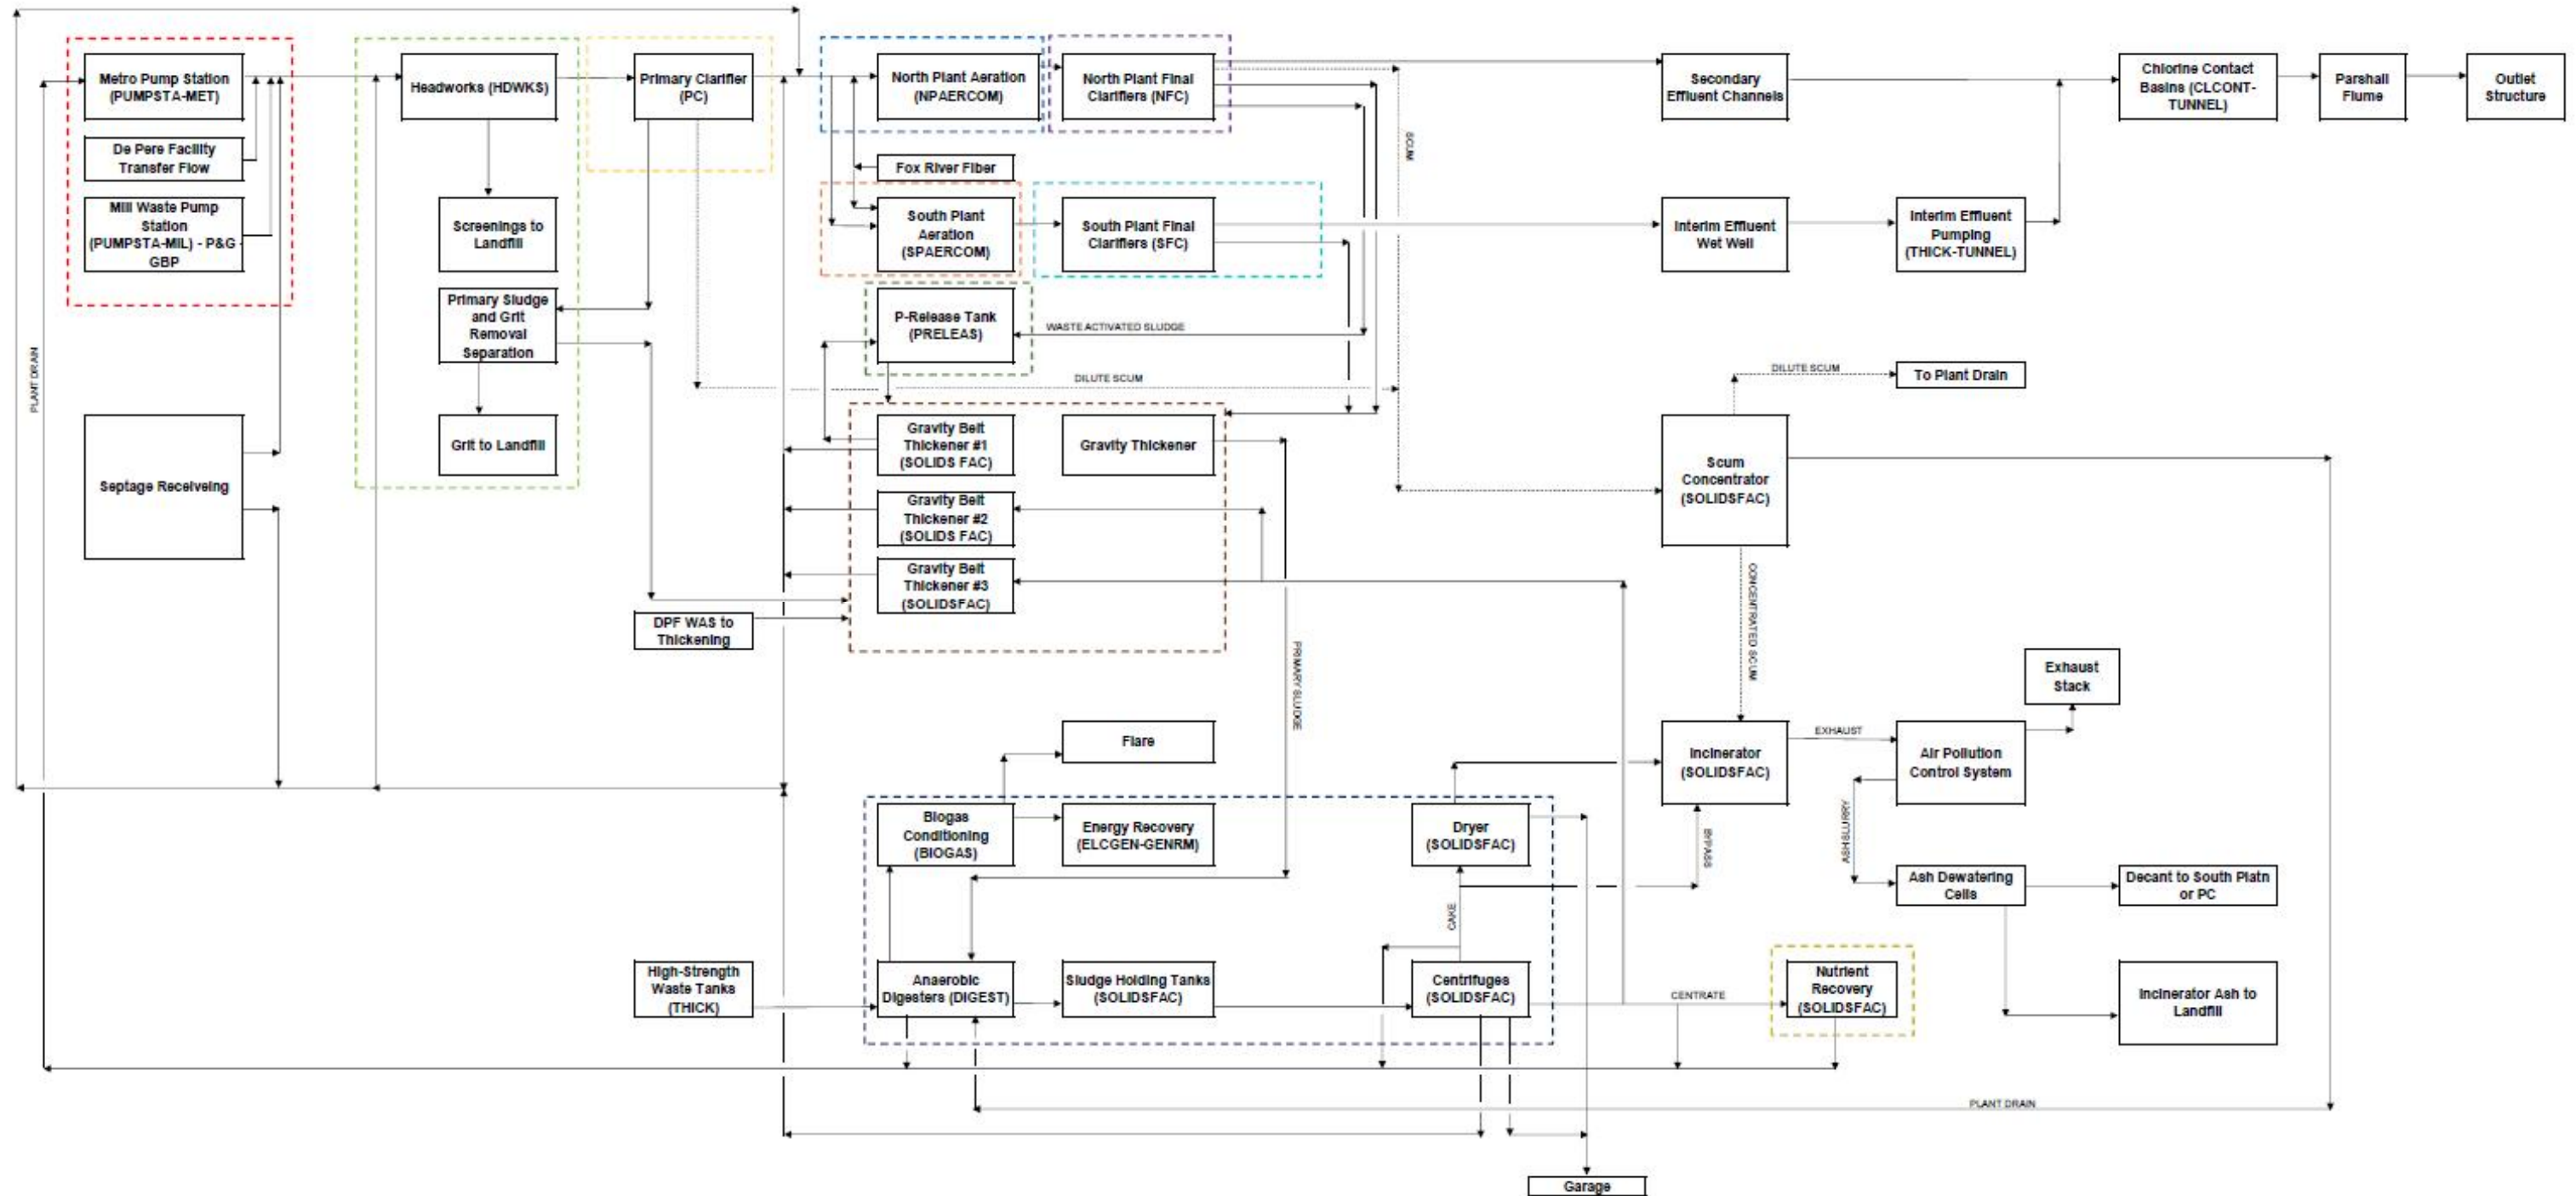 Metro Pump Station
(PUMPSTA-MET)
De Pere Facility
Transfer Flow
Mill Waste Pump
Station
(PUMPSTA-MIL) - P&G -
GBP
PLANT DRAIN
Septage Receiveing
Headworks (HDWKS)
Screenings to
Landfill
Primary Sludge
and Grit
Removal
Separation
Grit to Landfill
Primary Clarifier
(PC)
North Plant Aeration
(NPAERCOM)
North Plant Final
Clarifiers (NFC)
Fox River Fiber
South Plant
Aeration
(SPAERCOM)
South Plant Final
Clarifiers (SFC)
P-Release Tank
(PRELEAS)
WASTE ACTIVATED SLUDGE
DILUTE SCUM
SCUM
Secondary
Effluent Channels
Chlorine Contact
Basins (CLCONT-
TUNNEL)
Parshall
Flume
Outlet
Structure
Interim Effluent
Wet Well
Interim Effluent
Pumping
(THICK-TUNNEL)
Gravity Belt
Thickener #1
(SOLIDS FAC)
Gravity Thickener
Gravity Belt
Thickener #2
(SOLIDS FAC)
Gravity Belt
Thickener #3
(SOLIDSFAC)
DPF WAS to
Thickening
PRIMARY SLUDGE
DILUTE SCUM
To Plant Drain
Scum
Concentrator
(SOLIDSFAC)
CONCENTRATED SCUM
Exhaust
Stack
Incinerator
(SOLIDSFAC)
EXHAUST
Air Pollution
Control System
ASH SLURRY
BYPASS
Ash Dewatering
Cells
Decant to South Platn
or PC
Incinerator Ash to
Landfill
Flare
Biogas
Conditioning
(BIOGAS)
Energy Recovery
(ELCGEN-GENRM)
Dryer
(SOLIDSFAC)
CAKE
High-Strength
Waste Tanks
(THICK)
Anaerobic
Digesters (DIGEST)
Sludge Holding Tanks
(SOLIDSFAC)
Centrifuges
(SOLIDSFAC)
CENTRATE
Nutrient
Recovery
(SOLIDSFAC)
PLANT DRAIN
Garage